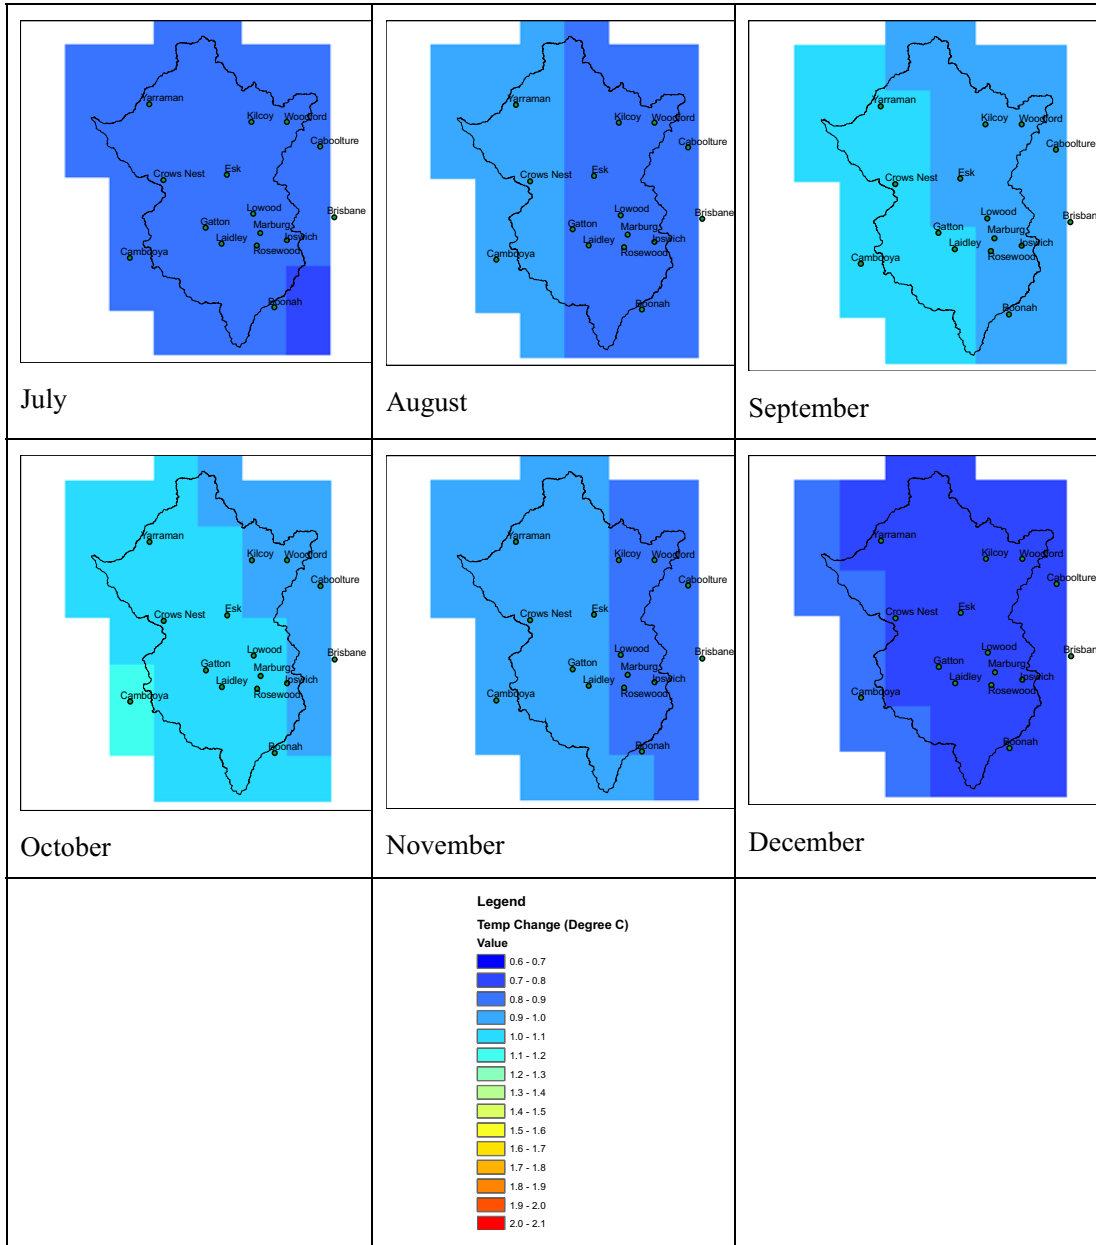 Yarraman
Kilcoy
Woodford
Caboolture
Crows Nest
Esk
Lowood
Brisbane
Gatton
Marburg
Laidley
Ipswich
Rosewood
Cambooya
Boonah
July
Yarraman
Kilcoy
Woodford
Caboolture
Crows Nest
Esk
Lowood
Brisbane
Gatton
Marburg
Laidley
Ipswich
Rosewood
Cambooya
Boonah
August
Yarraman
Kilcoy
Woodford
Caboolture
Crows Nest
Esk
Lowood
Brisban
Gatton
Marburg
Laidley
Ipswich
Rosewood
Cambooya
Boonah
September
Yarraman
Kilcoy
Woodford
Caboolture
Crows Nest
Esk
Lowood
Brisbane
Gatton
Marburg
Laidley
Ipswich
Rosewood
Cambooya
Boonah
October
Yarraman
Kilcoy
Woodford
Caboolture
Crows Nest
Esk
Lowood
Brisbane
Gatton
Marburg
Laidley
Ipswich
Rosewood
Cambooya
Boonah
November
Yarraman
Kilcoy
Woodford
Caboolture
Crows Nest
Esk
Lowood
Brisban
Gatton
Marburg
Laidley
Ipswich
Rosewood
Cambooya
Boonah
December
Legend
Temp Change (Degree C)
Value
0.6 - 0.7
0.7 - 0.8
0.8 - 0.9
0.9 - 1.0
1.0 - 1.1
1.1 - 1.2
1.2 - 1.3
1.3 - 1.4
1.4 - 1.5
1.5 - 1.6
1.6 - 1.7
1.7 - 1.8
1.8 - 1.9
1.9 - 2.0
2.0 - 2.1